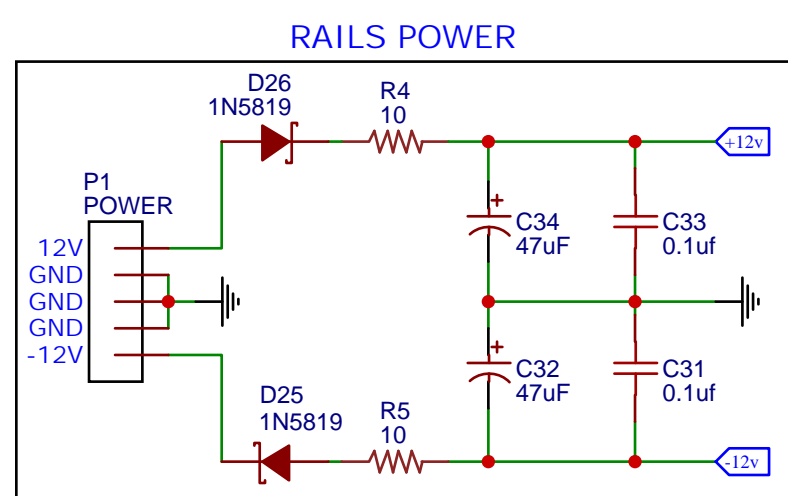 RAILS POWER
D26
1N5819
R4
10
+12v
P1
POWER
12V
GND
GND
GND
-12V
+
C34
47uF
C33
0.1uf
+
C32
47uF
C31
0.1uf
D25
1N5819
R5
10
-12v